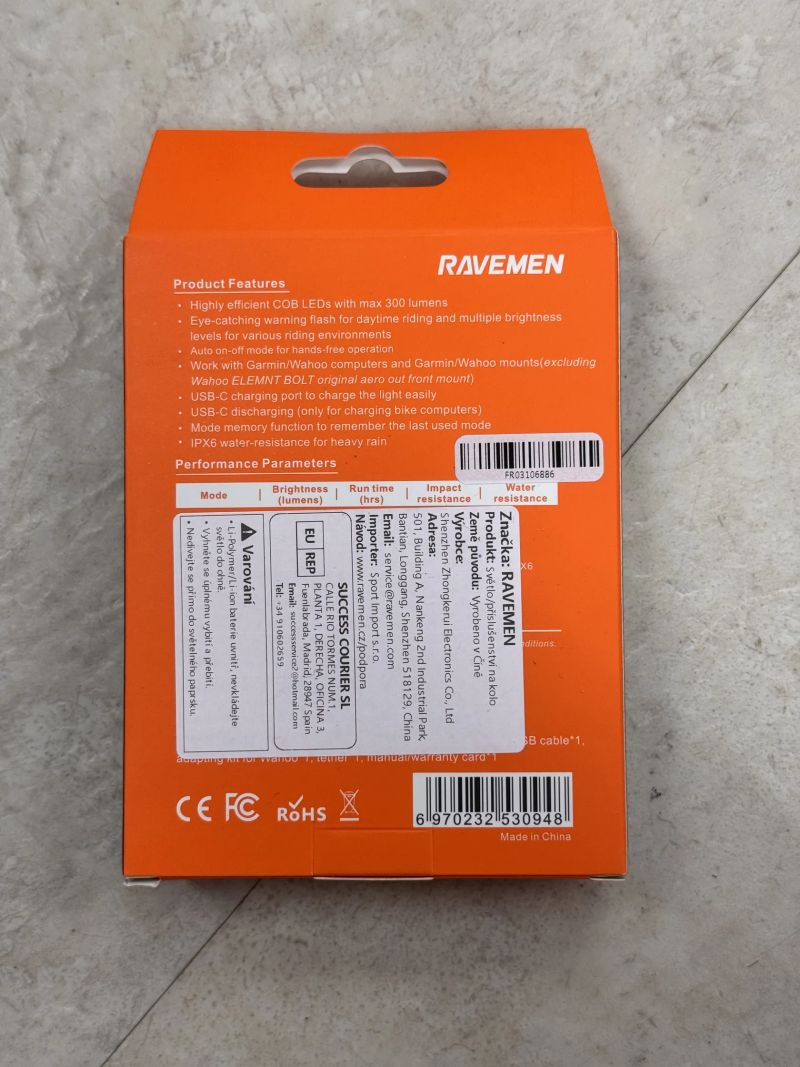 RAVEMEN
Product Features
• Highly efficient COB LEDs with max 300 lumens
• Eye-catching warning flash for daytime riding and multiple brightness
levels for various riding environments
• Auto on-off mode for hands-free operation
• Work with Garmin/Wahoo computers and Garmin/Wahoo mounts(excluding
Wahoo ELEMNT BOLT original aero out front mount)
• USB-C charging port to charge the light easily
• USB-C discharging (only for charging bike computers)
• Mode memory function to remember the last used mode
• IPX6 water-resistance for heavy rain
FR03106886
Performance Parameters
Mode | Brightness (lumens) | Run time (hrs) | Impact resistance | Water resistance
Značka: RAVEMEN
Produkt: Světlo/příslušenství na kolo
Země původu: Vyrobeno v Číně
Výrobce:
Shenzhen Zhongkerui Electronics Co., Ltd
Adresa:
501, Building A, Nankeng 2nd Industrial Park,
Bantian, Longgang, Shenzhen 518129, China
Email: service@ravemen.com
Importer: Sport Import s.r.o.
Návod: www.ravemen.cz/podpora
EU REP
SUCCESS COURIER SL
CALLE RIO TORMES NUM.1,
PLANTA 1, DERECHA, OFICINA 3,
Fuenlabrada, Madrid, 28947 Spain
Email: successservice2@hotmail.com
Tel: +34 910602659
Varování
• Li-Polymer/Li-ion baterie uvnitř, nevkládejte
světlo do ohně.
• Vyhněte se úplnému vybití a přebití.
• Nedívejte se přímo do světelného paprsku.
X6
onditions.
SB cable*1,
adapting kit for Wahoo*1, tether*1, manual/warranty card*1
CE FC RoHS
6 970232 530948
Made in China